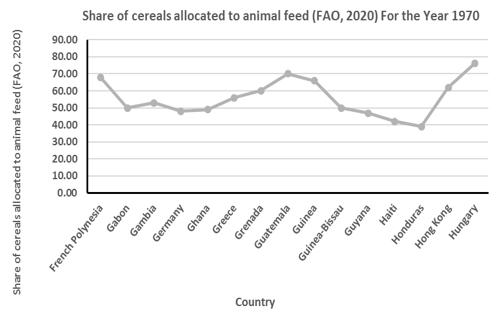 Share of cereals allocated to animal feed (FAO, 2020) For the Year 1970
Share of cereals allocated to animal feed (FAO, 2020)
90.00
80.00
70.00
60.00
50.00
40.00
30.00
20.00
10.00
0.00
French Polynesia
Gabon
Gambia
Germany
Ghana
Greece
Grenada
Guatemala
Guinea
Guinea-Bissau
Guyana
Haiti
Honduras
Hong Kong
Hungary
Country